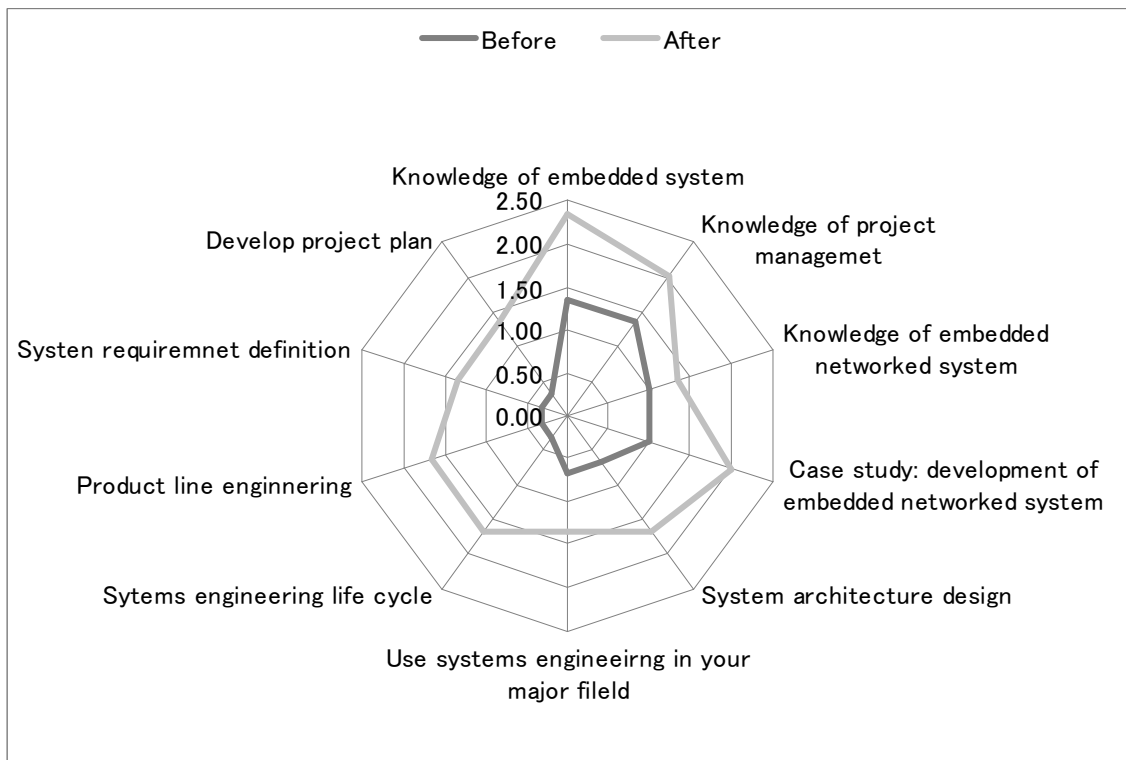 Before
After
Knowledge of embedded system
2.50
2.00
1.50
1.00
0.50
0.00
Knowledge of project
managemet
Knowledge of embedded
networked system
Case study: development of
embedded networked system
System architecture design
Use systems engineeirng in your
major fileld
Sytems engineering life cycle
Product line enginnering
Systen requiremnet definition
Develop project plan